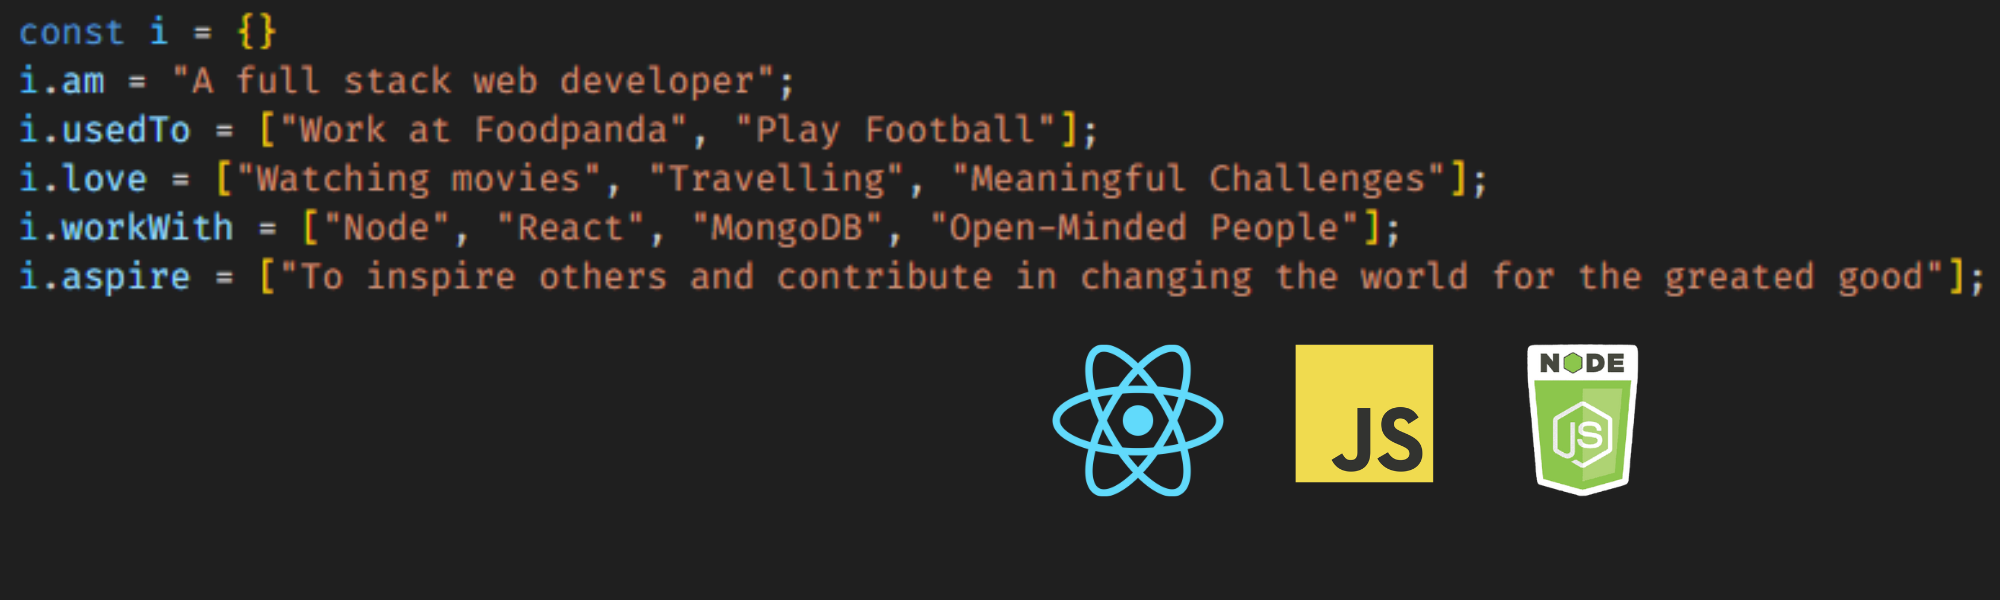 const i = {}
i.am = "A full stack web developer";
i.usedTo = ["Work at Foodpanda", "Play Football"];
i.love = ["Watching movies", "Travelling", "Meaningful Challenges"];
i.workWith = ["Node", "React", "MongoDB", "Open-Minded People"];
i.aspire = ["To inspire others and contribute in changing the world for the greated good"];
JS
NODE
JS